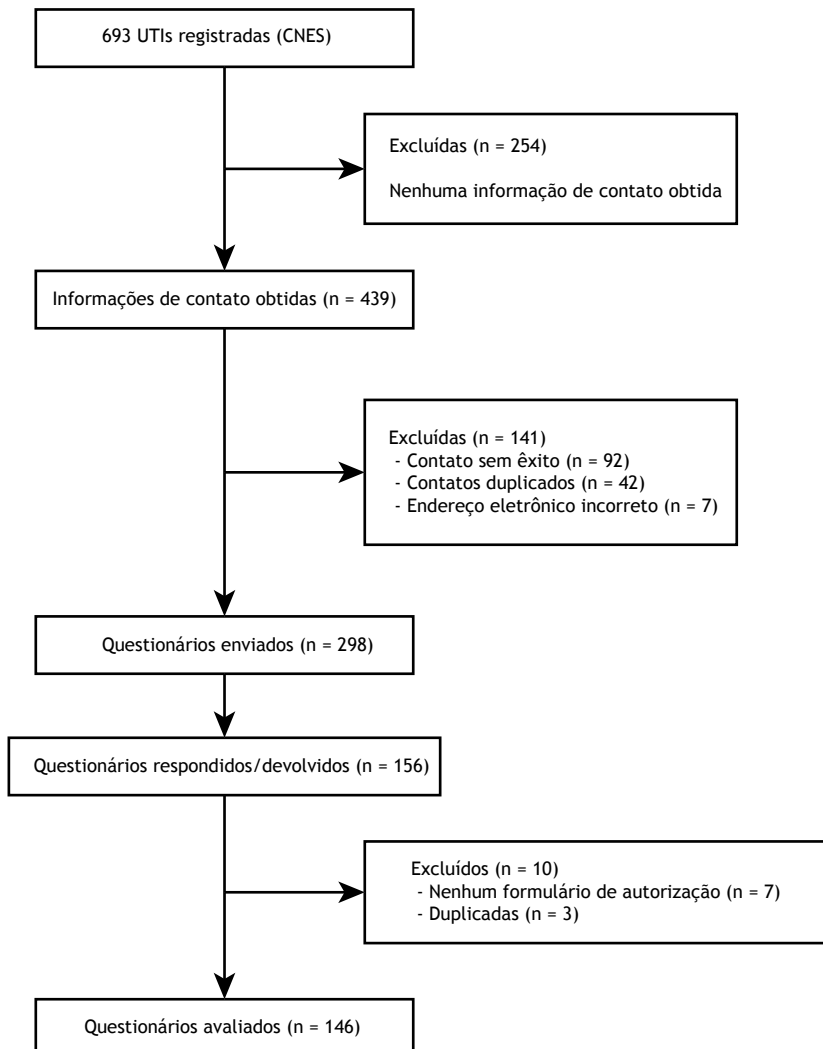 693 UTIs registradas (CNES)
Excluídas (n = 254)
Nenhuma informação de contato obtida
Informações de contato obtidas (n = 439)
Excluídas (n = 141)
- Contato sem êxito (n = 92)
- Contatos duplicados (n = 42)
- Endereço eletrônico incorreto (n = 7)
Questionários enviados (n = 298)
Questionários respondidos/devolvidos (n = 156)
Excluídos (n = 10)
- Nenhum formulário de autorização (n = 7)
- Duplicadas (n = 3)
Questionários avaliados (n = 146)